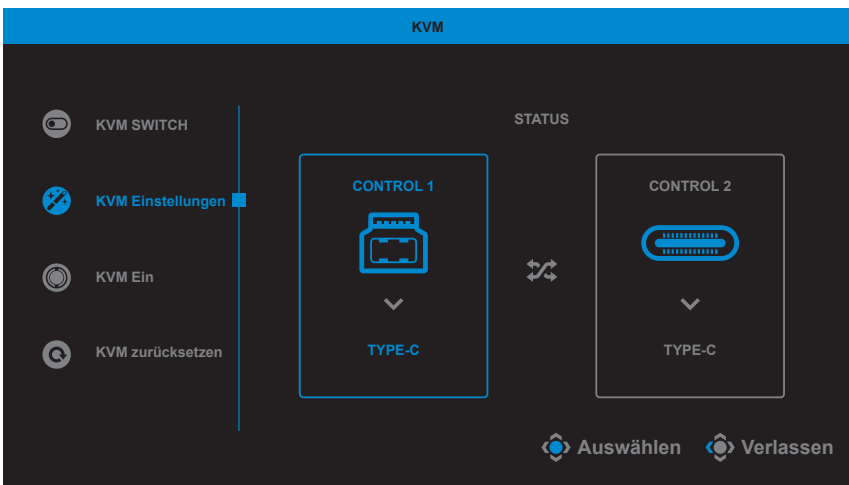 KVM
KVM SWITCH
KVM Einstellungen
KVM Ein
KVM zurücksetzen
STATUS
CONTROL 1
TYPE-C
CONTROL 2
TYPE-C
Auswählen
Verlassen